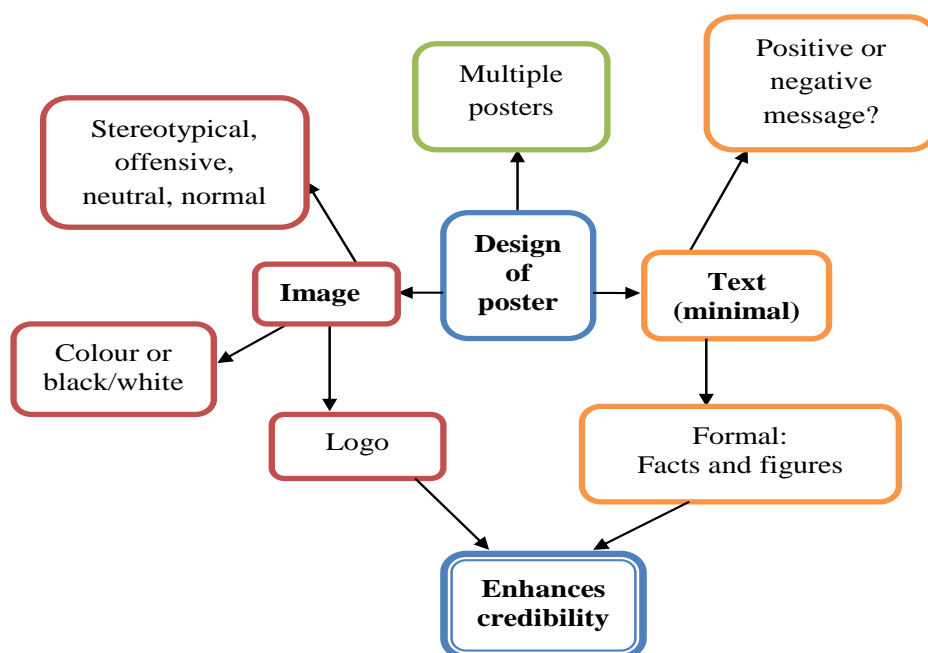 Multiple
posters
Positive or
negative
message?
Stereotypical,
offensive,
neutral, normal
Design
of
poster
Image
Text
(minimal)
Colour or
black/white
Logo
Formal:
Facts and figures
Enhances
credibility